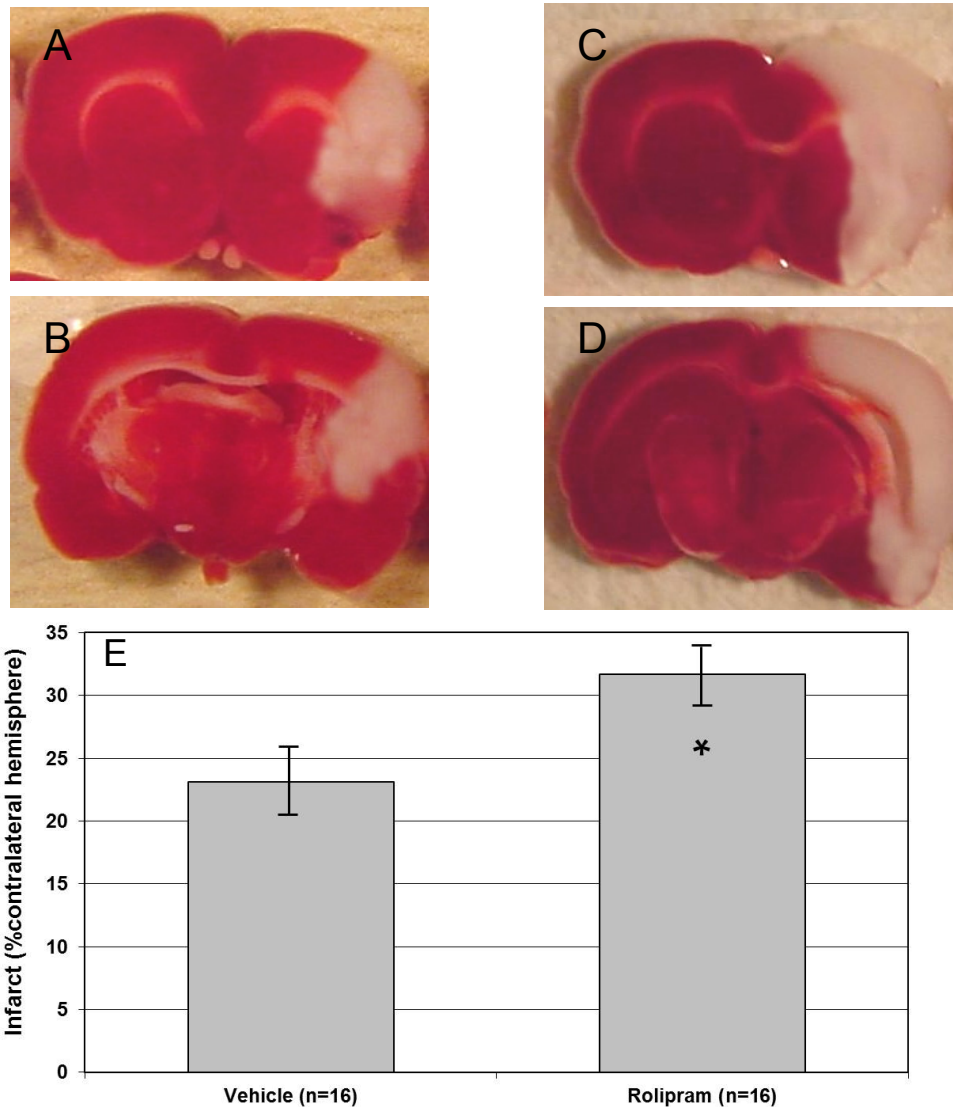 A
C
B
D
E
Infarct (%contralateral hemisphere)
35
30
25
20
15
10
5
0
*
Vehicle (n=16)
Rolipram (n=16)